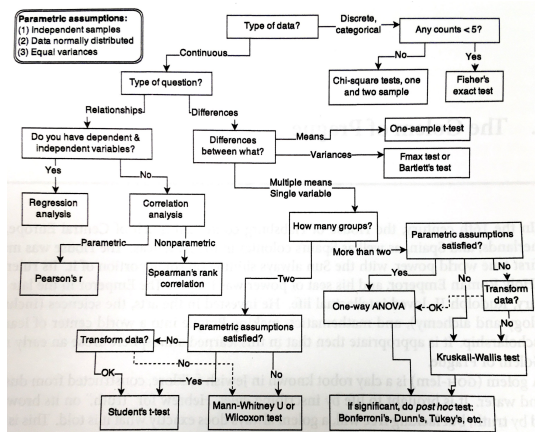 Parametric assumptions:
(1) Independent samples
(2) Data normally distributed
(3) Equal variances
Type of data?
Discrete,
categorical
Any counts < 5?
Continuous
No
Yes
Type of question?
Chi-square tests, one
and two sample
Fisher's
exact test
Relationships
Differences
Do you have dependent &
independent variables?
Differences
between what?
Means
One-sample t-test
Variances
Fmax test or
Bartlett's test
Yes
No
Multiple means
Single variable
Regression
analysis
Correlation
analysis
How many groups?
Parametric assumptions
satisfied?
Parametric
Nonparametric
More than two
Yes
No
Pearson's r
Spearman's rank
correlation
Two
One-way ANOVA
OK
Transform
data?
No
Transform data?
No
Parametric assumptions
satisfied?
Kruskall-Wallis test
OK
No
Yes
No
Student's t-test
Mann-Whitney U or
Wilcoxon test
If significant, do post hoc test:
Bonferroni's, Dunn's, Tukey's, etc.